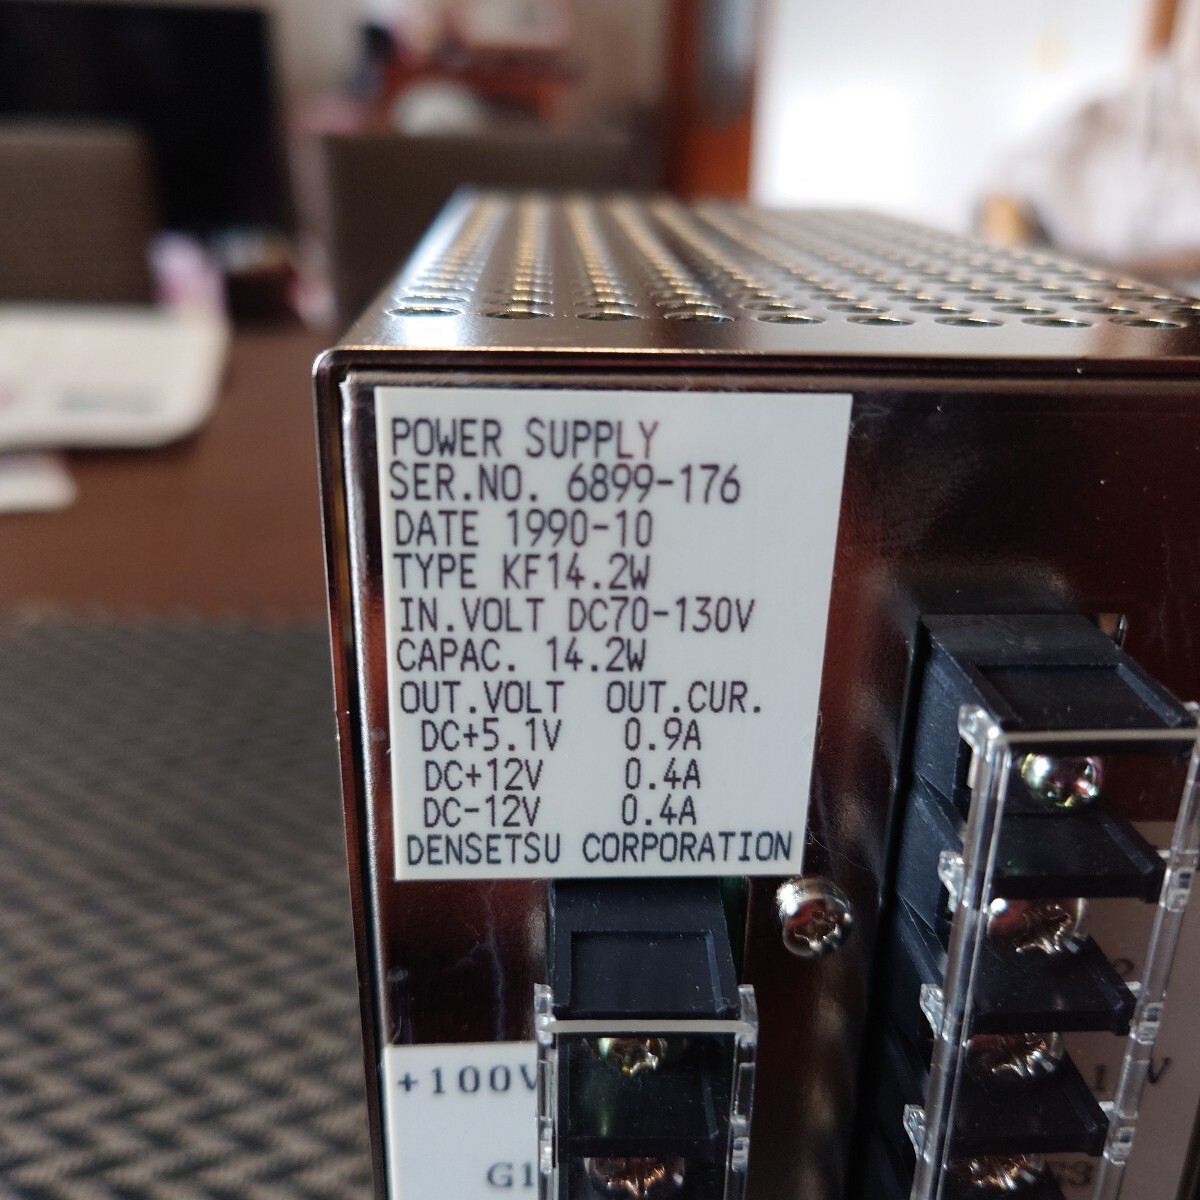 POWER SUPPLY
SER.NO. 6899-176
DATE 1990-10
TYPE KF14.2W
IN.VOLT DC70-130V
CAPAC. 14.2W
OUT.VOLT OUT.CUR.
DC+5.1V 0.9A
DC+12V 0.4A
DC-12V 0.4A
DENSETSU CORPORATION
+100V
G1